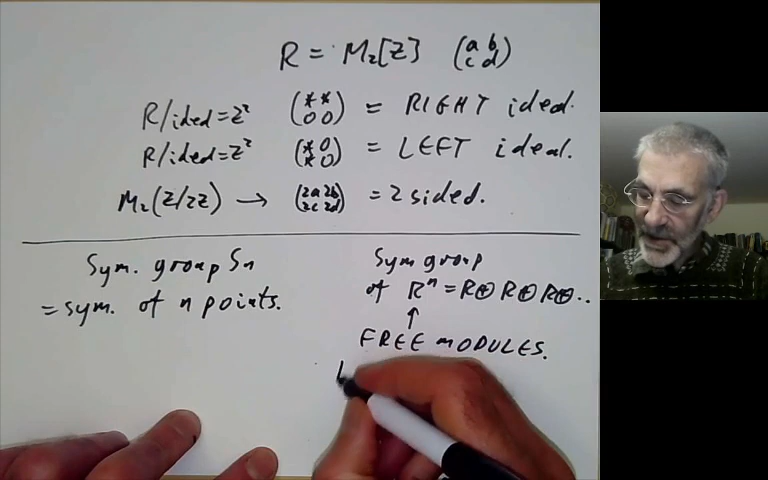 R = M₂[Z] (a b c d)
R/ideal = Z² (* * 0 0) = RIGHT ideal.
R/ideal = Z² (* 0 * 0) = LEFT ideal.
M₂(Z/2Z) → (2a 2b 2c 2d) = 2 sided.
Sym. group Sn
= sym. of n points.
Sym group
of Rⁿ = R⊕R⊕R⊕..
↑
FREE MODULES.